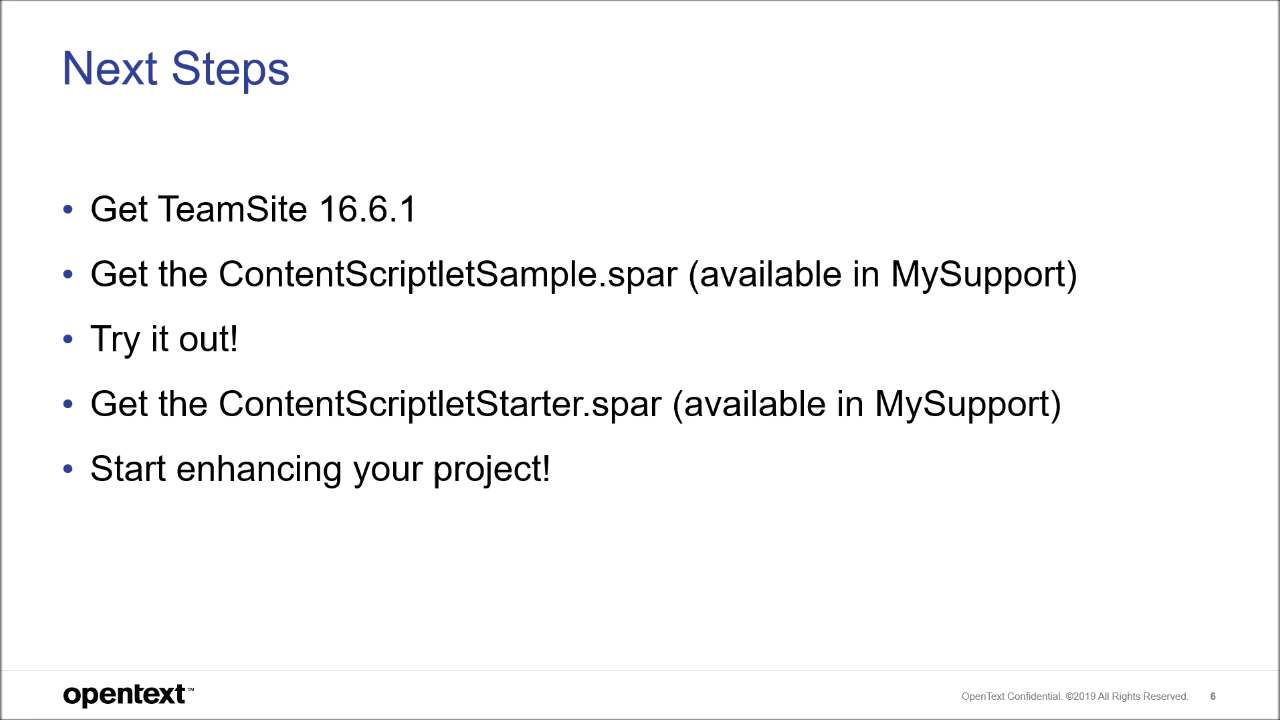 Next Steps
• Get TeamSite 16.6.1
• Get the ContentScriptletSample.spar (available in MySupport)
• Try it out!
• Get the ContentScriptletStarter.spar (available in MySupport)
• Start enhancing your project!
opentext™
OpenText Confidential. ©2019 All Rights Reserved. 6